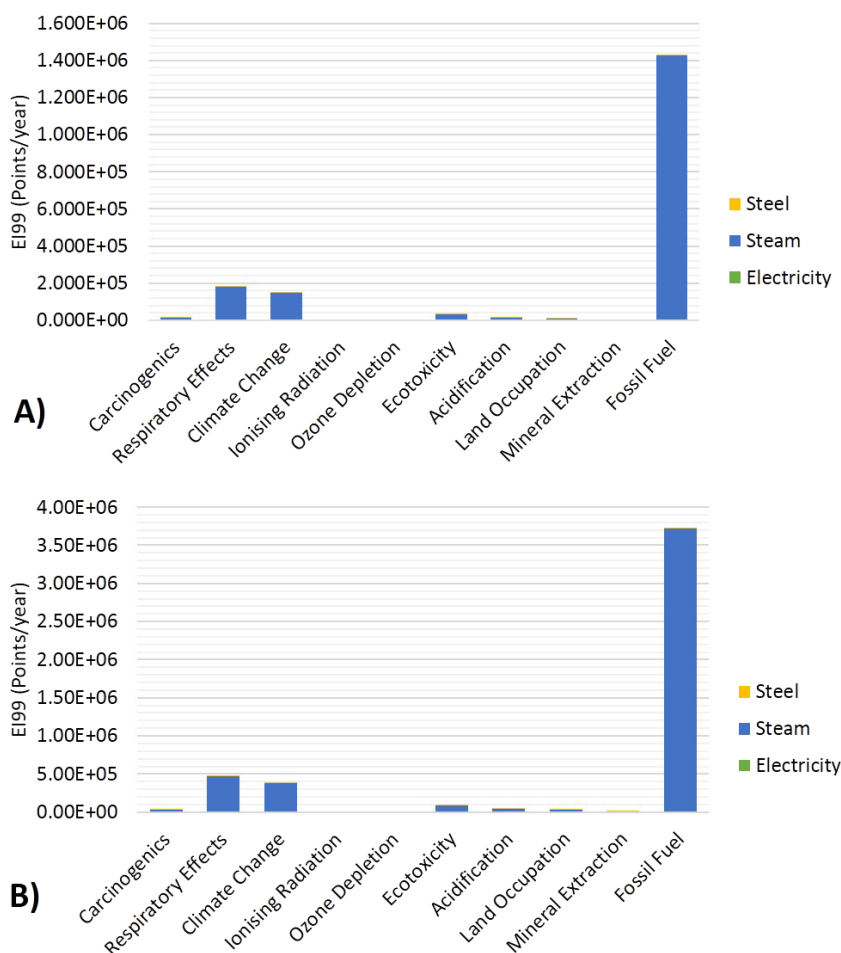 1.600E+06
1.400E+06
1.200E+06
1.000E+06
8.000E+05
6.000E+05
4.000E+05
2.000E+05
0.000E+00
EI99 (Points/year)
Carcinogenics
Respiratory Effects
Climate Change
Ionising Radiation
Ozone Depletion
Ecotoxicity
Acidification
Land Occupation
Mineral Extraction
Fossil Fuel
Steel
Steam
Electricity
A)
4.00E+06
3.50E+06
3.00E+06
2.50E+06
2.00E+06
1.50E+06
1.00E+06
5.00E+05
0.00E+00
EI99 (Points/year)
Carcinogenics
Respiratory Effects
Climate Change
Ionising Radiation
Ozone Depletion
Ecotoxicity
Acidification
Land Occupation
Mineral Extraction
Fossil Fuel
Steel
Steam
Electricity
B)